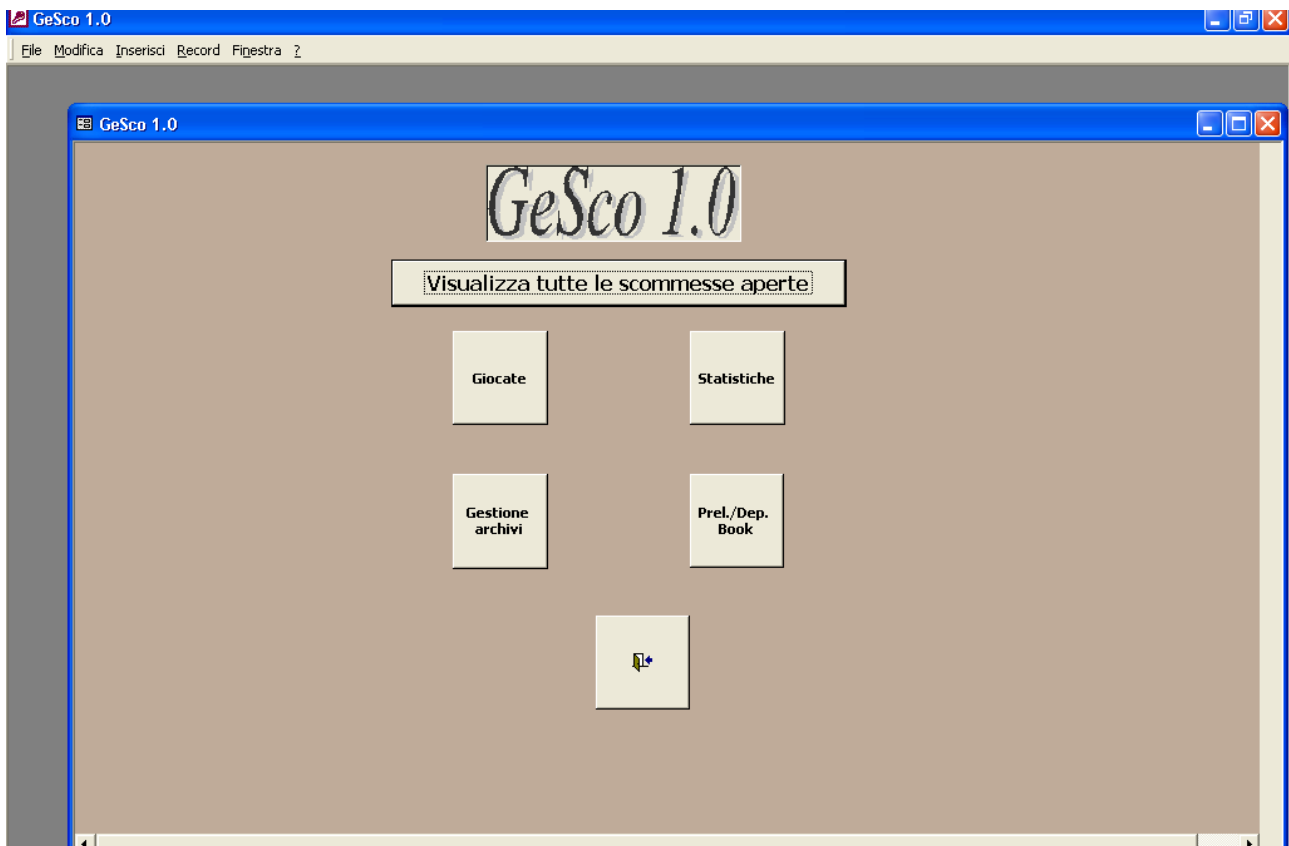 GeSco 1.0
File Modifica Inserisci Record Finestra ?
GeSco 1.0
GeSco 1.0
Visualizza tutte le scommesse aperte
Giocate
Statistiche
Gestione
archivi
Prel./Dep.
Book